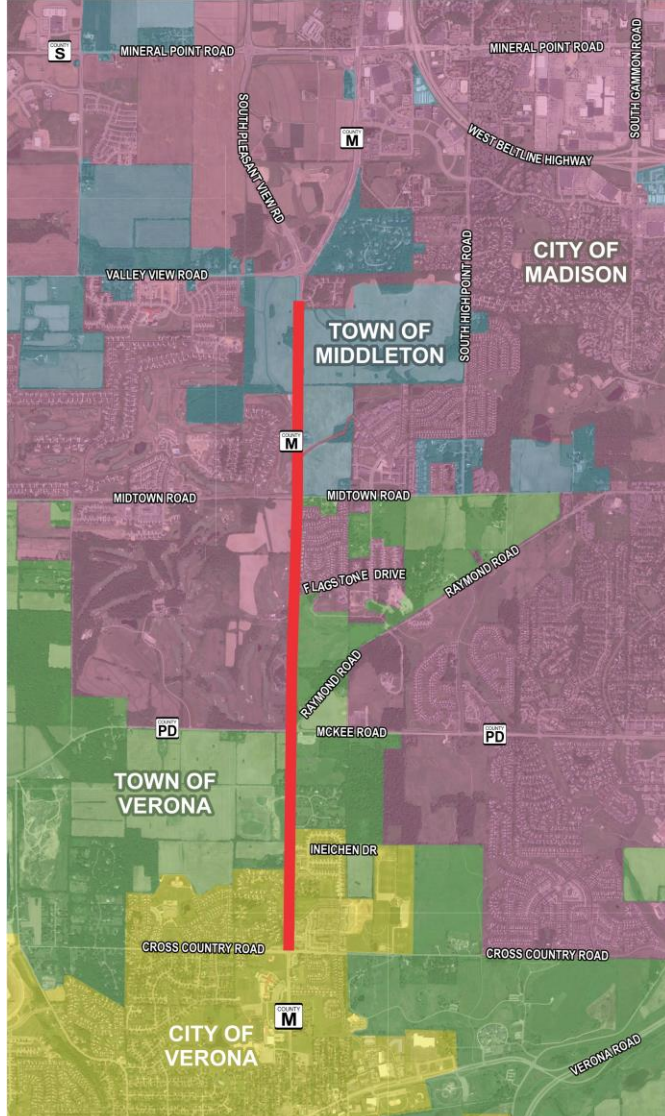 COUNTY
S
MINERAL POINT ROAD
MINERAL POINT ROAD
SOUTH GAMMON ROAD
SOUTH PLEASANT VIEW RD
COUNTY
M
WEST BELTLINE HIGHWAY
CITY OF
MADISON
SOUTH HIGH POINT ROAD
VALLEY VIEW ROAD
TOWN OF
MIDDLETON
COUNTY
M
MIDTOWN ROAD
MIDTOWN ROAD
FLAGSTONE DRIVE
RAYMOND ROAD
RAYMOND ROAD
COUNTY
PD
MCKEE ROAD
COUNTY
PD
TOWN OF
VERONA
INEICHEN DR
CROSS COUNTRY ROAD
CROSS COUNTRY ROAD
COUNTY
M
CITY OF
VERONA
VERONA ROAD